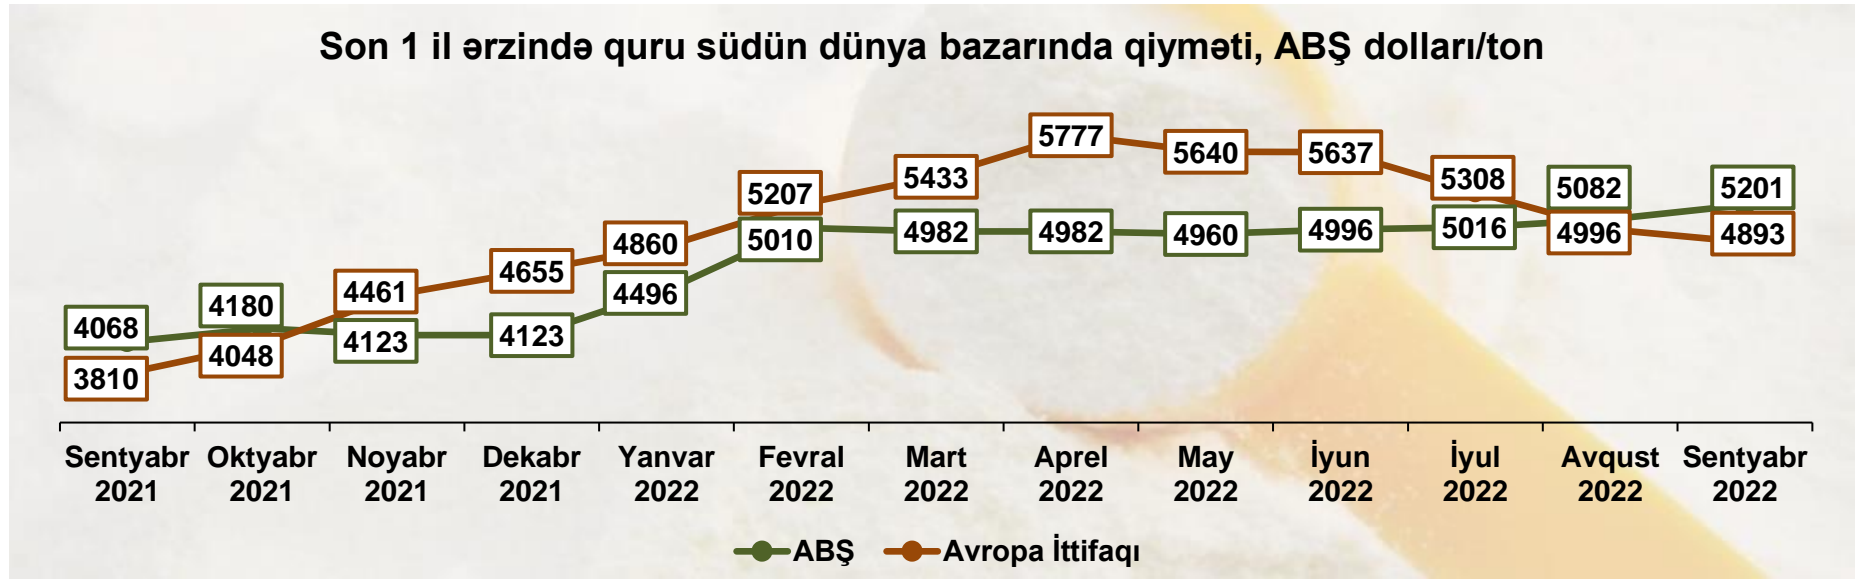 Son 1 il ərzində quru südün dünya bazarında qiyməti, ABŞ dolları/ton
5777
5640
5637
5433
5308
5207
5082
5201
5010
4982
4982
4960
4996
5016
4996
4893
4860
4655
4496
4461
4180
4068
4123
4123
4048
3810
Sentyabr 2021
Oktyabr 2021
Noyabr 2021
Dekabr 2021
Yanvar 2022
Fevral 2022
Mart 2022
Aprel 2022
May 2022
İyun 2022
İyul 2022
Avqust 2022
Sentyabr 2022
ABŞ
Avropa İttifaqı